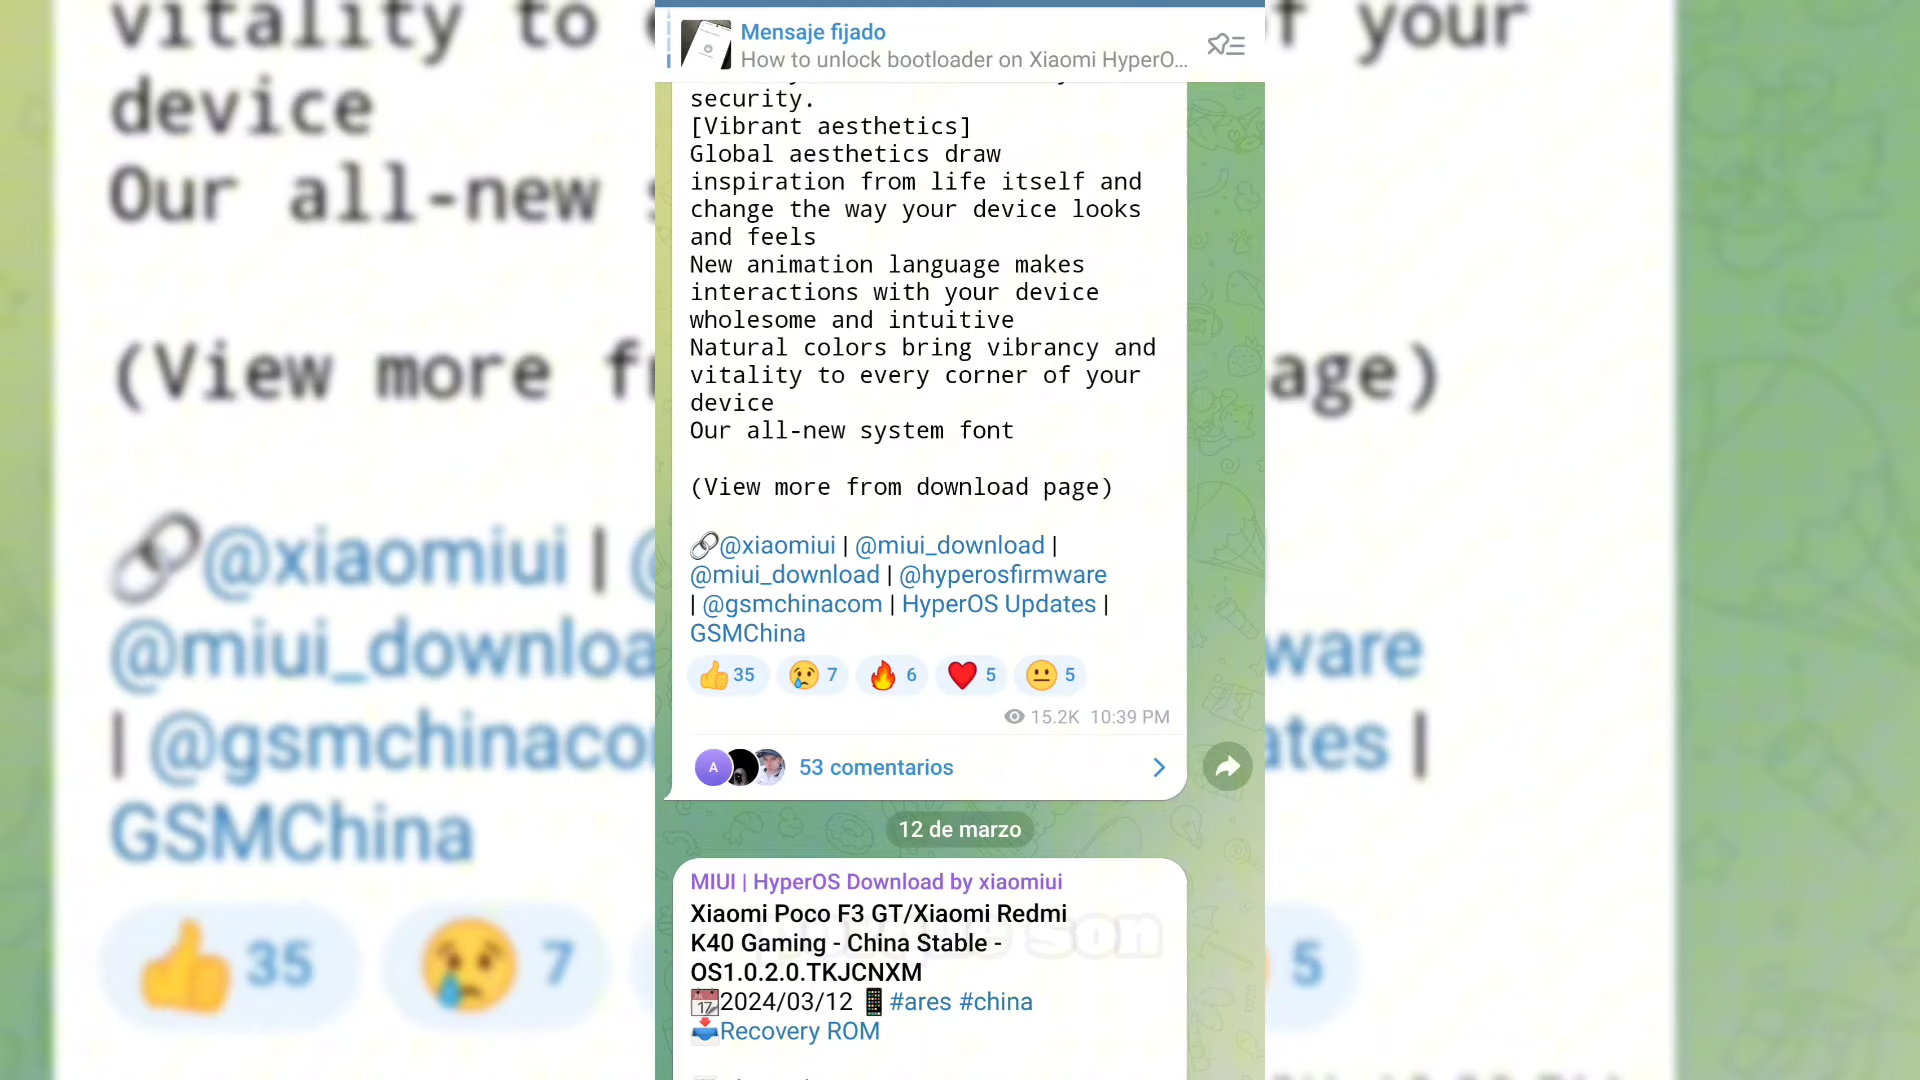 Mensaje fijado
How to unlock bootloader on Xiaomi HyperO...
security.
[Vibrant aesthetics]
Global aesthetics draw
inspiration from life itself and
change the way your device looks
and feels
New animation language makes
interactions with your device
wholesome and intuitive
Natural colors bring vibrancy and
vitality to every corner of your
device
Our all-new system font
(View more from download page)
@xiaomiui | @miui_download |
@miui_download | @hyperosfirmware
| @gsmchinacom | HyperOS Updates |
GSMChina
👍 35 😢 7 🔥 6 ❤️ 5 😐 5
15.2K 10:39 PM
A
53 comentarios
12 de marzo
MIUI | HyperOS Download by xiaomiui
Xiaomi Poco F3 GT/Xiaomi Redmi
K40 Gaming - China Stable -
OS1.0.2.0.TKJCNXM
2024/03/12 #ares #china
Recovery ROM